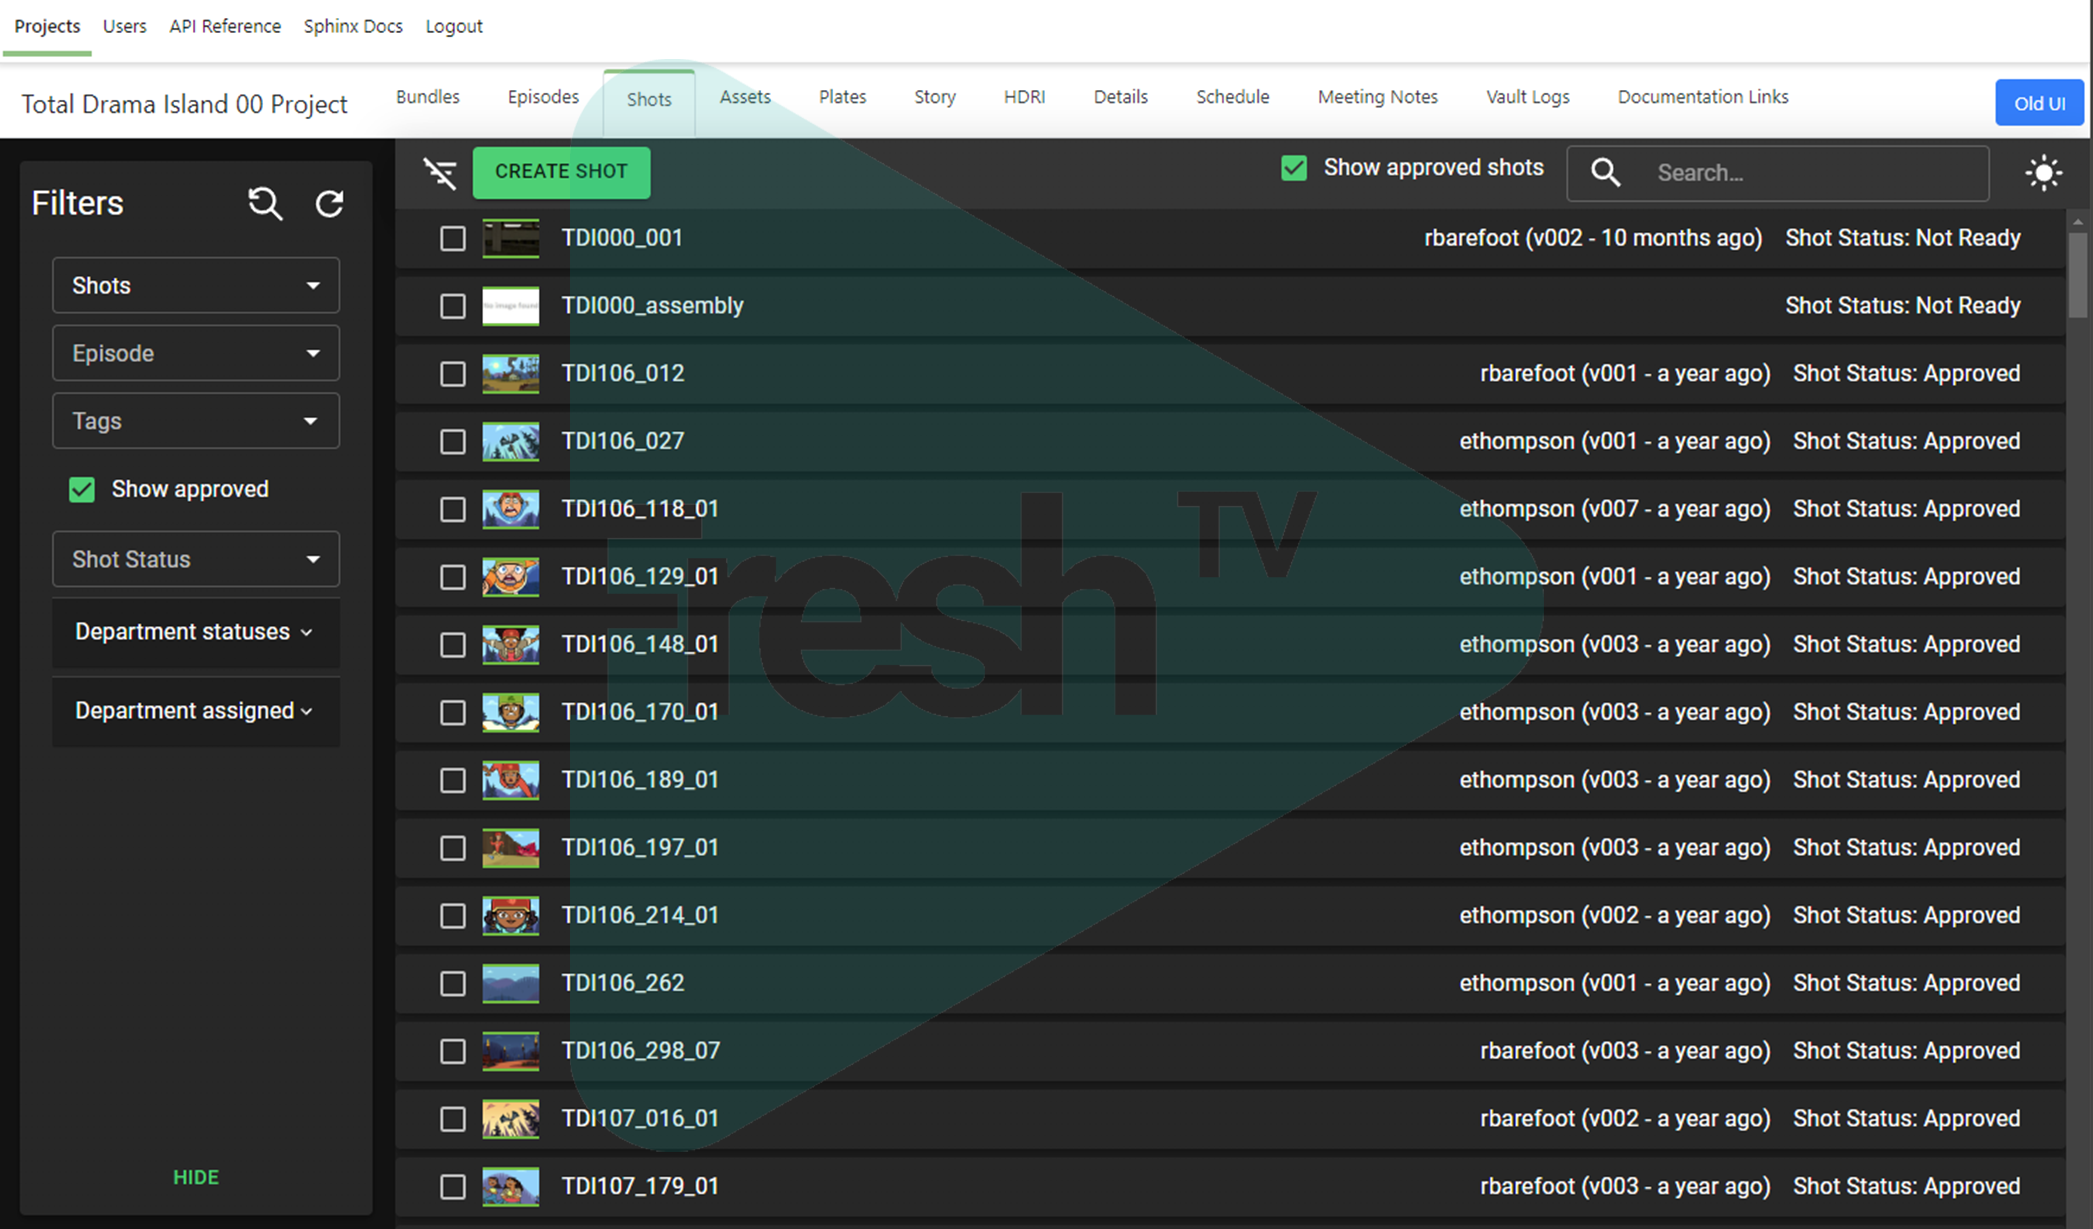 Projects Users API Reference Sphinx Docs Logout
Total Drama Island 00 Project Bundles Episodes Shots Assets Plates Story HDRI Details Schedule Meeting Notes Vault Logs Documentation Links Old UI
CREATE SHOT Show approved shots Search...
Filters
Shots
Episode
Tags
Show approved
Shot Status
Department statuses
Department assigned
HIDE
TDI000_001 rbarefoot (v002 - 10 months ago) Shot Status: Not Ready
No image found TDI000_assembly Shot Status: Not Ready
TDI106_012 rbarefoot (v001 - a year ago) Shot Status: Approved
TDI106_027 ethompson (v001 - a year ago) Shot Status: Approved
TDI106_118_01 ethompson (v007 - a year ago) Shot Status: Approved
TDI106_129_01 ethompson (v001 - a year ago) Shot Status: Approved
TDI106_148_01 ethompson (v003 - a year ago) Shot Status: Approved
TDI106_170_01 ethompson (v003 - a year ago) Shot Status: Approved
TDI106_189_01 ethompson (v003 - a year ago) Shot Status: Approved
TDI106_197_01 ethompson (v003 - a year ago) Shot Status: Approved
TDI106_214_01 ethompson (v002 - a year ago) Shot Status: Approved
TDI106_262 ethompson (v001 - a year ago) Shot Status: Approved
TDI106_298_07 rbarefoot (v003 - a year ago) Shot Status: Approved
TDI107_016_01 rbarefoot (v002 - a year ago) Shot Status: Approved
TDI107_179_01 rbarefoot (v003 - a year ago) Shot Status: Approved
Fresh TV